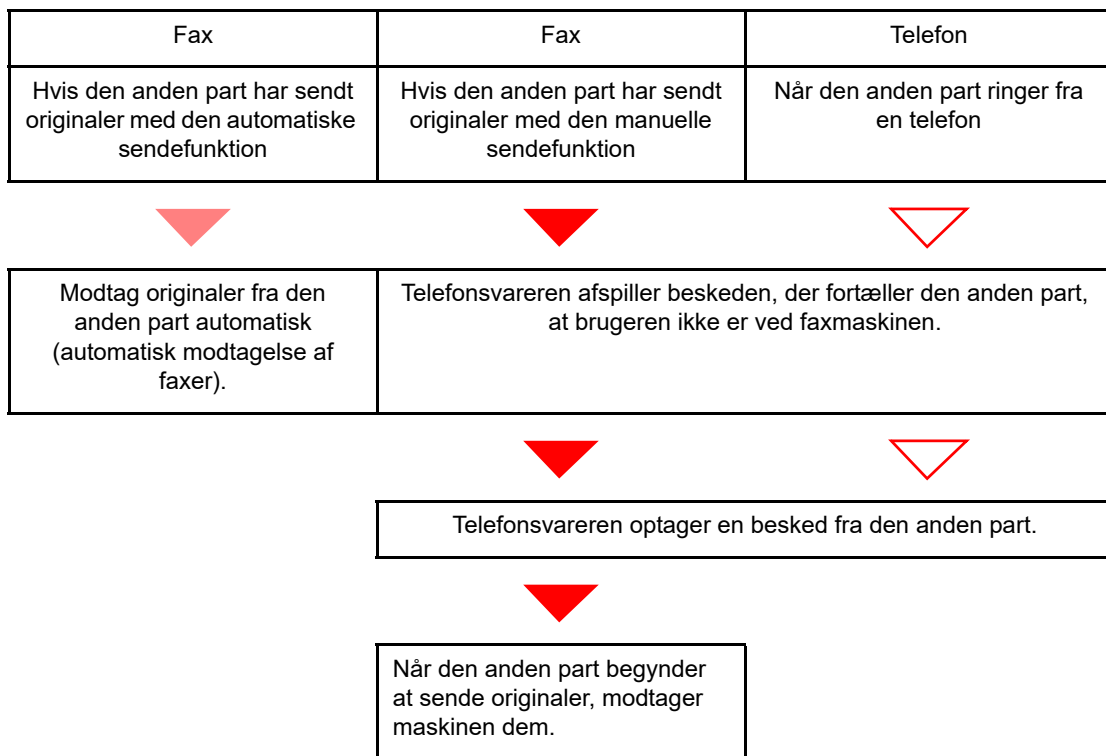 Fax
Fax
Telefon
Hvis den anden part har sendt
originaler med den automatiske
sendefunktion
Hvis den anden part har sendt
originaler med den manuelle
sendefunktion
Når den anden part ringer fra
en telefon
Modtag originaler fra den
anden part automatisk
(automatisk modtagelse af
faxer).
Telefonsvareren afspiller beskeden, der fortæller den anden part,
at brugeren ikke er ved faxmaskinen.
Telefonsvareren optager en besked fra den anden part.
Når den anden part begynder
at sende originaler, modtager
maskinen dem.